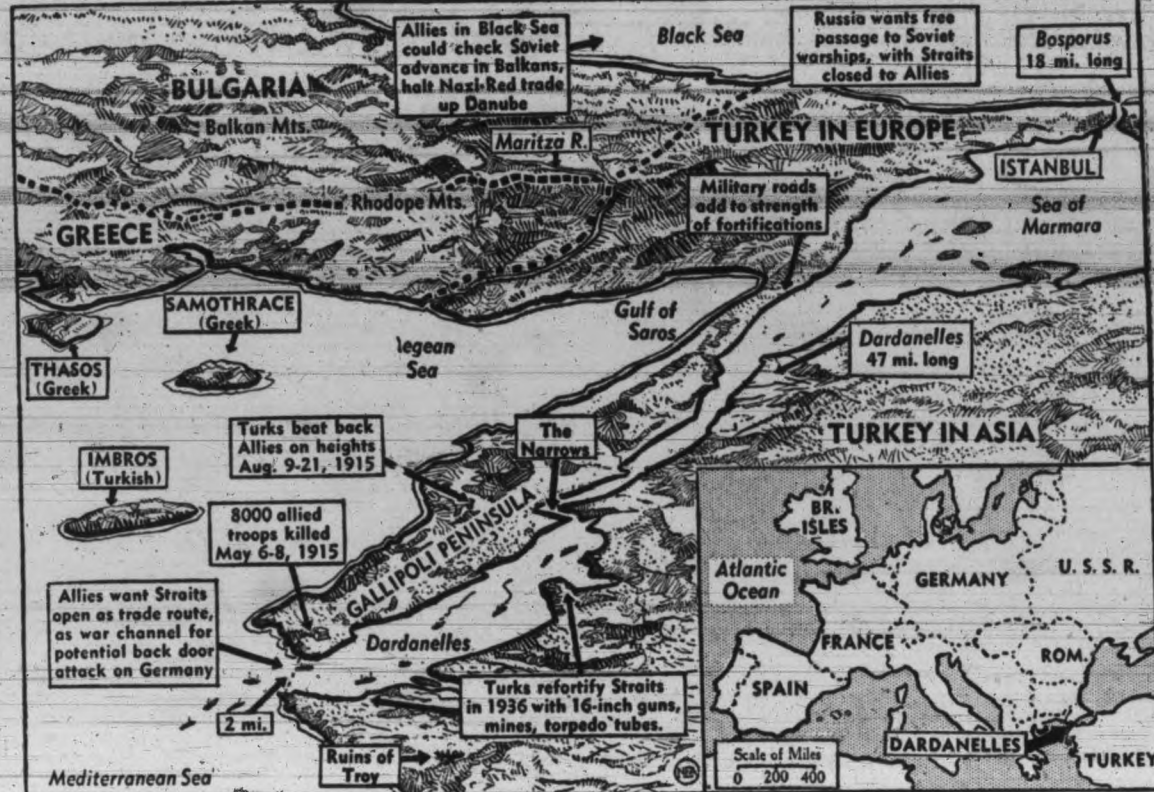 Allies in Black Sea
could check Soviet
advance in Balkans,
halt Nazi-Red trade
up Danube
Black Sea
Russia wants free
passage to Soviet
warships, with Straits
closed to Allies
Bosporus
18 mi. long
BULGARIA
Balkan Mts.
Maritza R.
TURKEY IN EUROPE
ISTANBUL
Rhodope Mts.
Military roads
add to strength
of fortifications
Sea of
Marmara
GREECE
SAMOTHRACE
(Greek)
Gulf of
Saros
THASOS
(Greek)
legean
Sea
Dardanelles
47 mi. long
Turks beat back
Allies on heights
Aug. 9-21, 1915
The
Narrows
TURKEY IN ASIA
IMBROS
(Turkish)
8000 allied
troops killed
May 6-8, 1915
GALLIPOLI PENINSULA
Allies want Straits
open as trade route,
as war channel for
potential back door
attack on Germany
Dardanelles
Turks refortify Straits
in 1936 with 16-inch guns,
mines, torpedo tubes.
2 mi.
Ruins of
Troy
Mediterranean Sea
NEA
BR.
ISLES
Atlantic
Ocean
GERMANY
U. S. S. R.
FRANCE
ROM.
SPAIN
DARDANELLES
TURKEY
Scale of Miles
0 200 400